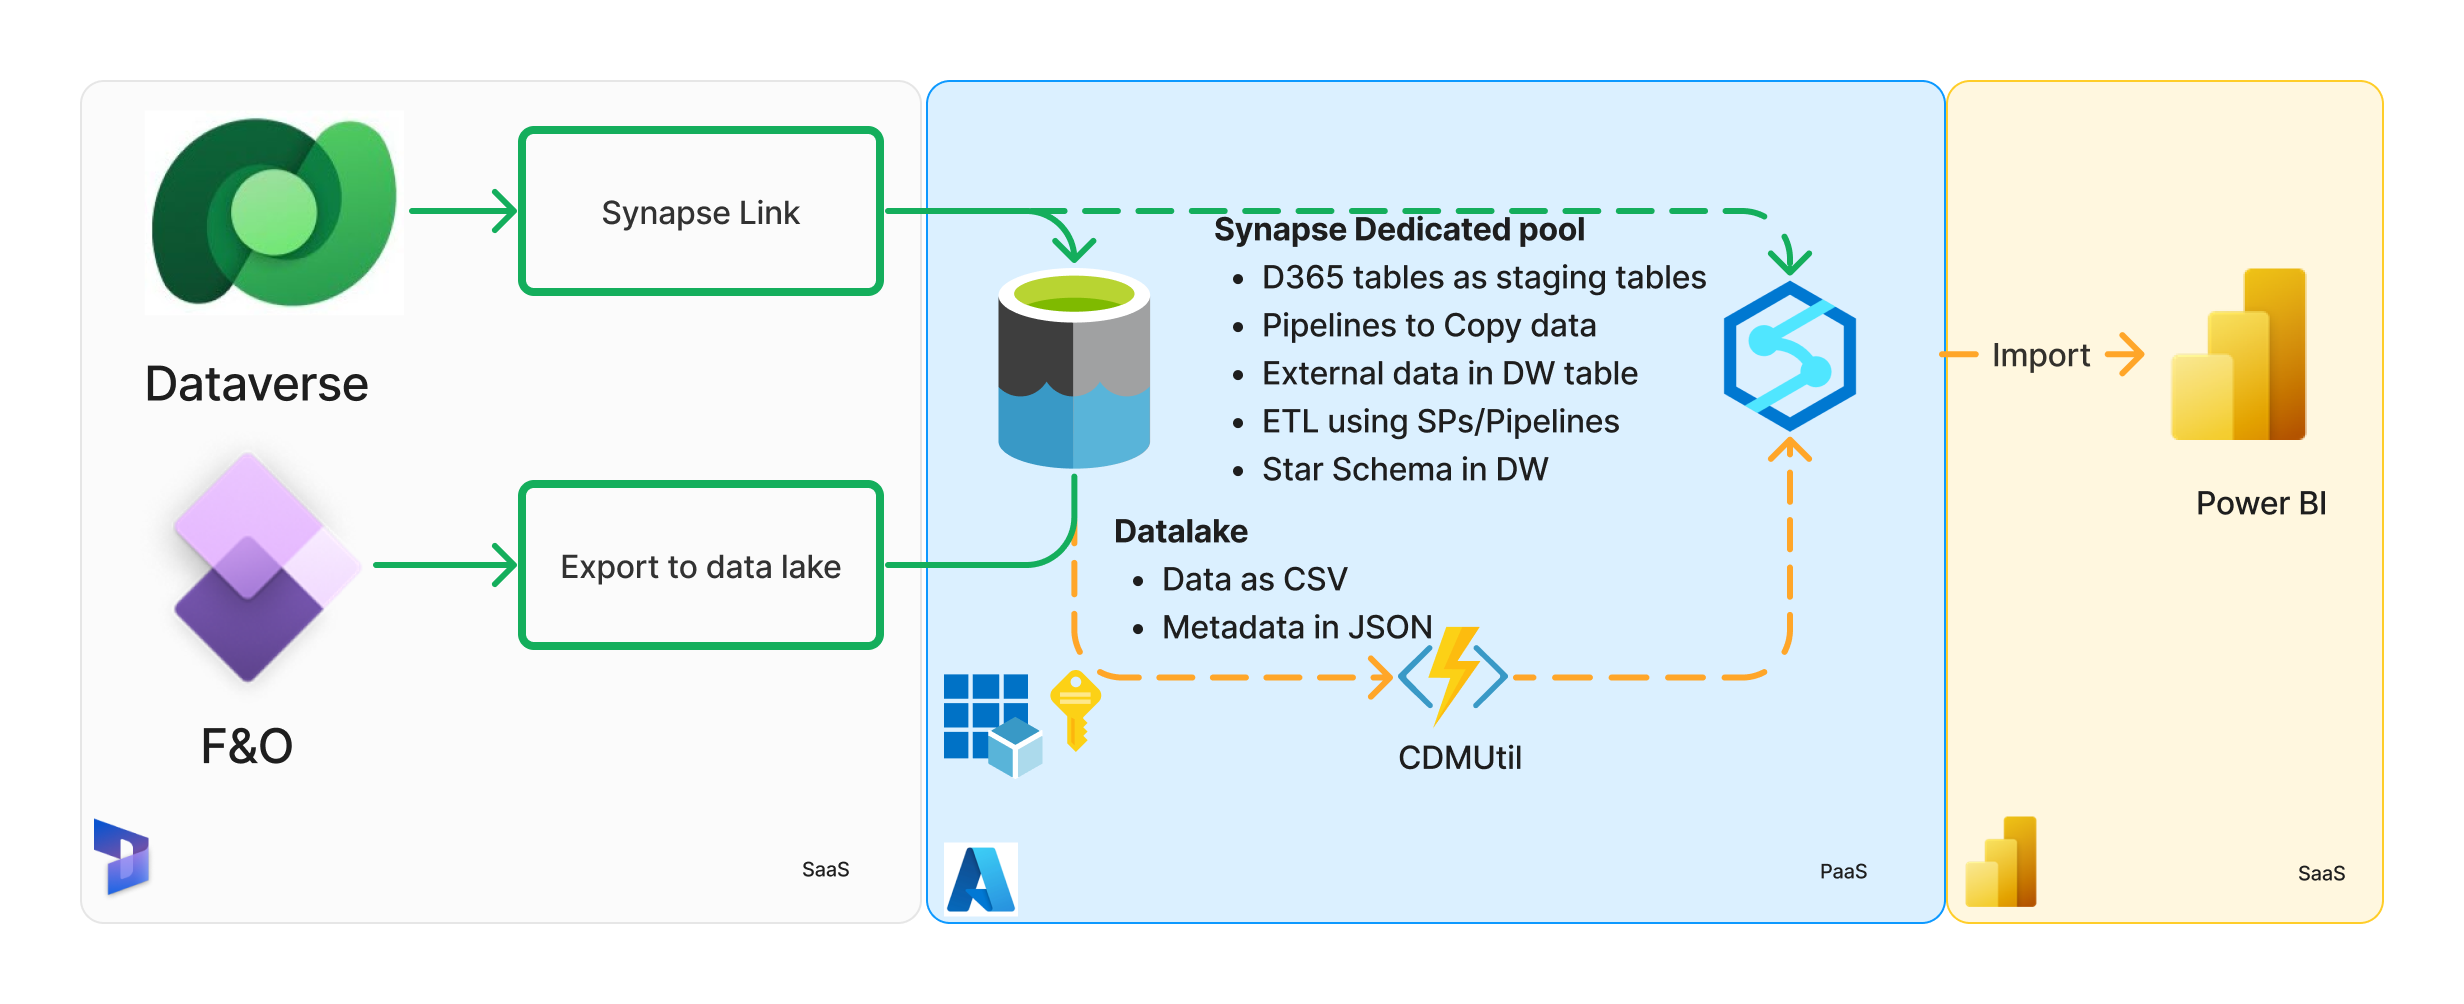 Dataverse
Synapse Link
F&O
Export to data lake
SaaS
Synapse Dedicated pool
• D365 tables as staging tables
• Pipelines to Copy data
• External data in DW table
• ETL using SPs/Pipelines
• Star Schema in DW
Datalake
• Data as CSV
• Metadata in JSON
CDMUtil
PaaS
Import
Power BI
SaaS